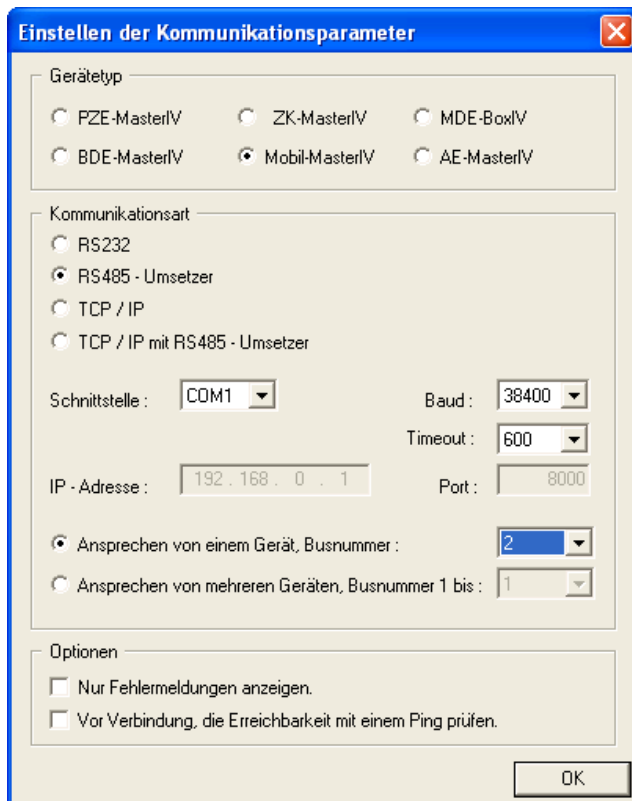 Einstellen der Kommunikationsparameter
Gerätetyp
PZE-MasterIV ZK-MasterIV MDE-BoxIV
BDE-MasterIV Mobil-MasterIV AE-MasterIV
Kommunikationsart
RS232
RS485 - Umsetzer
TCP / IP
TCP / IP mit RS485 - Umsetzer
Schnittstelle : COM1 Baud : 38400
Timeout : 600
IP - Adresse : 192 . 168 . 0 . 1 Port : 8000
Ansprechen von einem Gerät, Busnummer : 2
Ansprechen von mehreren Geräten, Busnummer 1 bis : 1
Optionen
Nur Fehlermeldungen anzeigen.
Vor Verbindung, die Erreichbarkeit mit einem Ping prüfen.
OK